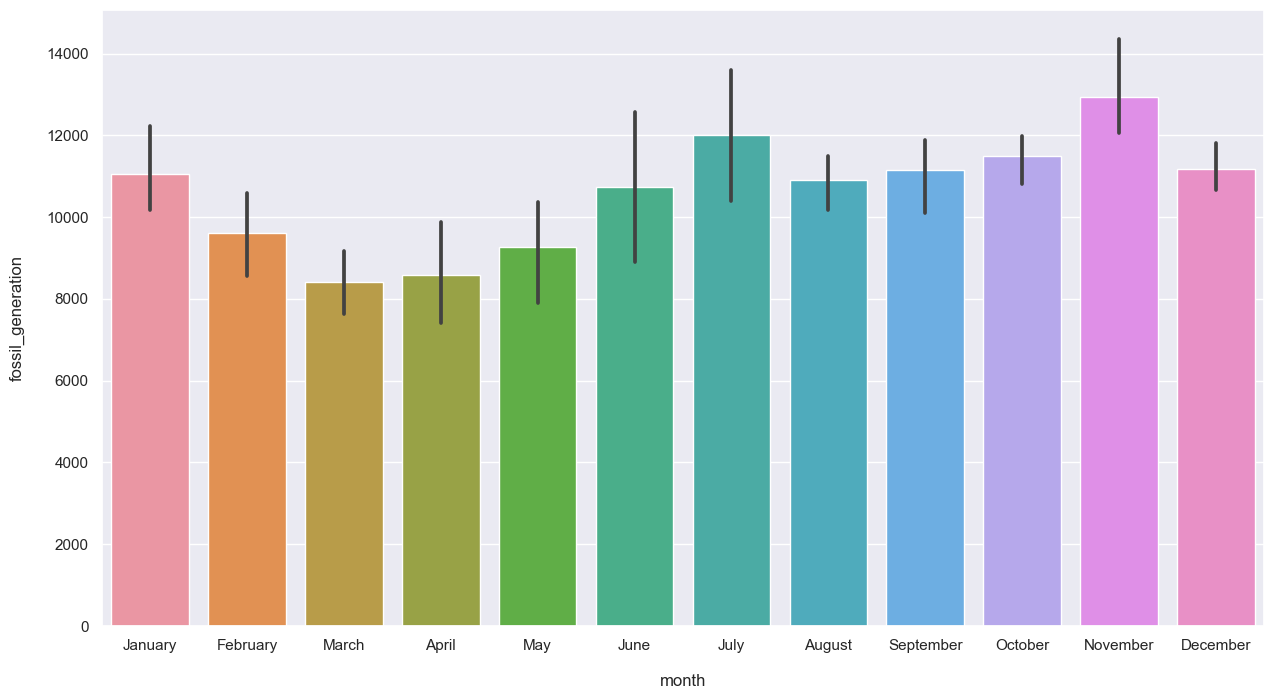 14000
12000
10000
8000
6000
4000
2000
0
fossil_generation
January February March April May June July August September October November December
month